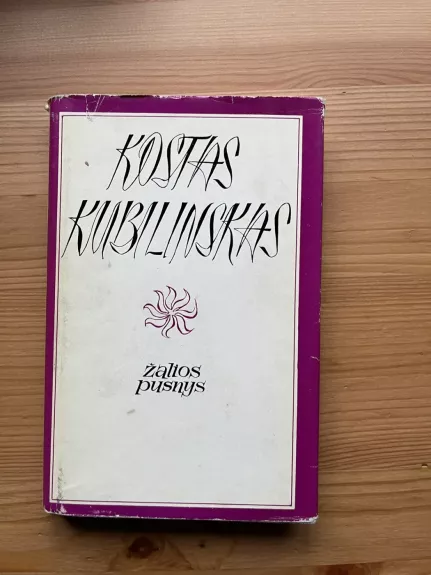 KOSTAS
KUBILINSKAS
žalios
pusnys